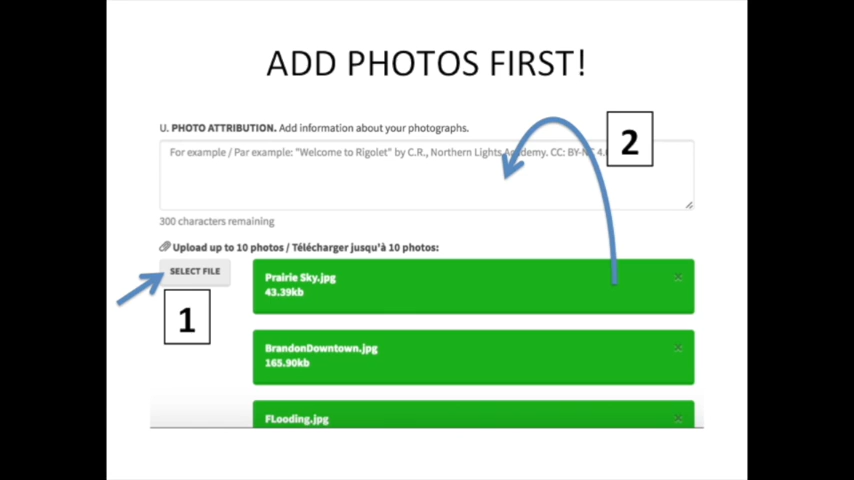 ADD PHOTOS FIRST!
U. PHOTO ATTRIBUTION. Add information about your photographs.
2
For example / Par example: "Welcome to Rigolet" by C.R., Northern Lights CC: BY-NC 4.
300 characters remaining
Upload up to 10 photos / Télécharger jusqu'à 10 photos:
SELECT FILE
1
Prairie Sky.jpg
43.39kb
BrandonDowntown.jpg
165.90kb
FLooding.jpg